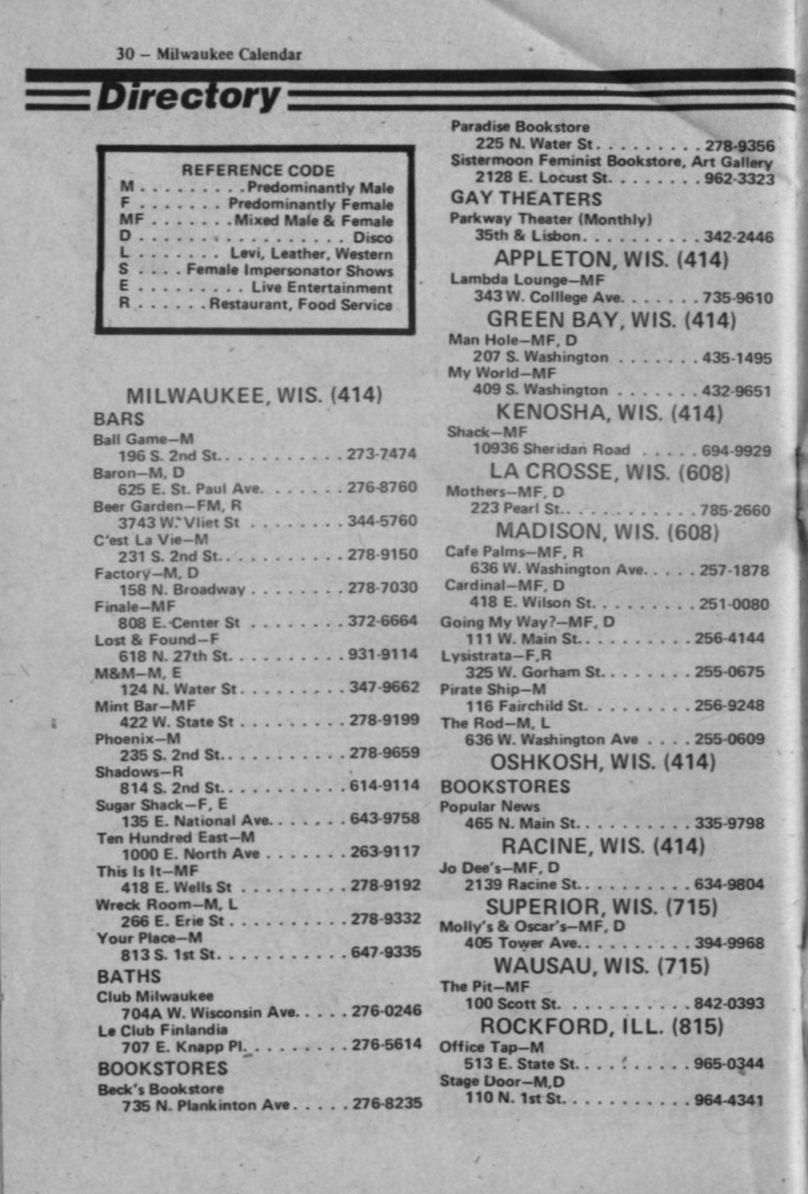 30 – Milwaukee Calendar
Directory
REFERENCE CODE
M . . . . . . . . . Predominantly Male
F . . . . . . . Predominantly Female
MF . . . . . . . Mixed Male & Female
D . . . . . . . . . . . . . . . . . Disco
L . . . . . . . Levi, Leather, Western
S . . . . Female Impersonator Shows
E . . . . . . . . . Live Entertainment
R . . . . . . Restaurant, Food Service
MILWAUKEE, WIS. (414)
BARS
Ball Game–M
196 S. 2nd St. . . . . . . . . . . 273-7474
Baron–M, D
625 E. St. Paul Ave. . . . . . . . 276-8760
Beer Garden–FM, R
3743 W. Vliet St . . . . . . . . 344-5760
C'est La Vie–M
231 S. 2nd St. . . . . . . . . . . 278-9150
Factory–M, D
158 N. Broadway . . . . . . . . 278-7030
Finale–MF
808 E. Center St . . . . . . . . 372-6664
Lost & Found–F
618 N. 27th St. . . . . . . . . . 931-9114
M&M–M, E
124 N. Water St . . . . . . . . . 347-9662
Mint Bar–MF
422 W. State St . . . . . . . . . 278-9199
Phoenix–M
235 S. 2nd St. . . . . . . . . . . 278-9659
Shadows–R
814 S. 2nd St. . . . . . . . . . . 614-9114
Sugar Shack–F, E
135 E. National Ave. . . . . . . 643-9758
Ten Hundred East–M
1000 E. North Ave . . . . . . . 263-9117
This Is It–MF
418 E. Wells St . . . . . . . . . 278-9192
Wreck Room–M, L
266 E. Erie St . . . . . . . . . . 278-9332
Your Place–M
813 S. 1st St. . . . . . . . . . . 647-9335
BATHS
Club Milwaukee
704A W. Wisconsin Ave. . . . . 276-0246
Le Club Finlandia
707 E. Knapp Pl. . . . . . . . . 276-5614
BOOKSTORES
Beck's Bookstore
735 N. Plankinton Ave . . . . . 276-8235
Paradise Bookstore
225 N. Water St. . . . . . . . . 278-9356
Sistermoon Feminist Bookstore, Art Gallery
2128 E. Locust St. . . . . . . . 962-3323
GAY THEATERS
Parkway Theater (Monthly)
35th & Lisbon. . . . . . . . . . 342-2446
APPLETON, WIS. (414)
Lambda Lounge–MF
343 W. Colllege Ave. . . . . . . 735-9610
GREEN BAY, WIS. (414)
Man Hole–MF, D
207 S. Washington . . . . . . . 435-1495
My World–MF
409 S. Washington . . . . . . . 432-9651
KENOSHA, WIS. (414)
Shack–MF
10936 Sheridan Road . . . . . 694-9929
LA CROSSE, WIS. (608)
Mothers–MF, D
223 Pearl St. . . . . . . . . . . 785-2660
MADISON, WIS. (608)
Cafe Palms–MF, R
636 W. Washington Ave. . . . . 257-1878
Cardinal–MF, D
418 E. Wilson St. . . . . . . . . 251-0080
Going My Way?–MF, D
111 W. Main St. . . . . . . . . . 256-4144
Lysistrata–F,R
325 W. Gorham St. . . . . . . . 255-0675
Pirate Ship–M
116 Fairchild St. . . . . . . . . 256-9248
The Rod–M, L
636 W. Washington Ave . . . . 255-0609
OSHKOSH, WIS. (414)
BOOKSTORES
Popular News
465 N. Main St. . . . . . . . . . 335-9798
RACINE, WIS. (414)
Jo Dee's–MF, D
2139 Racine St. . . . . . . . . . 634-9804
SUPERIOR, WIS. (715)
Molly's & Oscar's–MF, D
405 Tower Ave. . . . . . . . . . 394-9968
WAUSAU, WIS. (715)
The Pit–MF
100 Scott St. . . . . . . . . . . 842-0393
ROCKFORD, ILL. (815)
Office Tap–M
513 E. State St. . . . . . . . . . 965-0344
Stage Door–M,D
110 N. 1st St. . . . . . . . . . . 964-4341